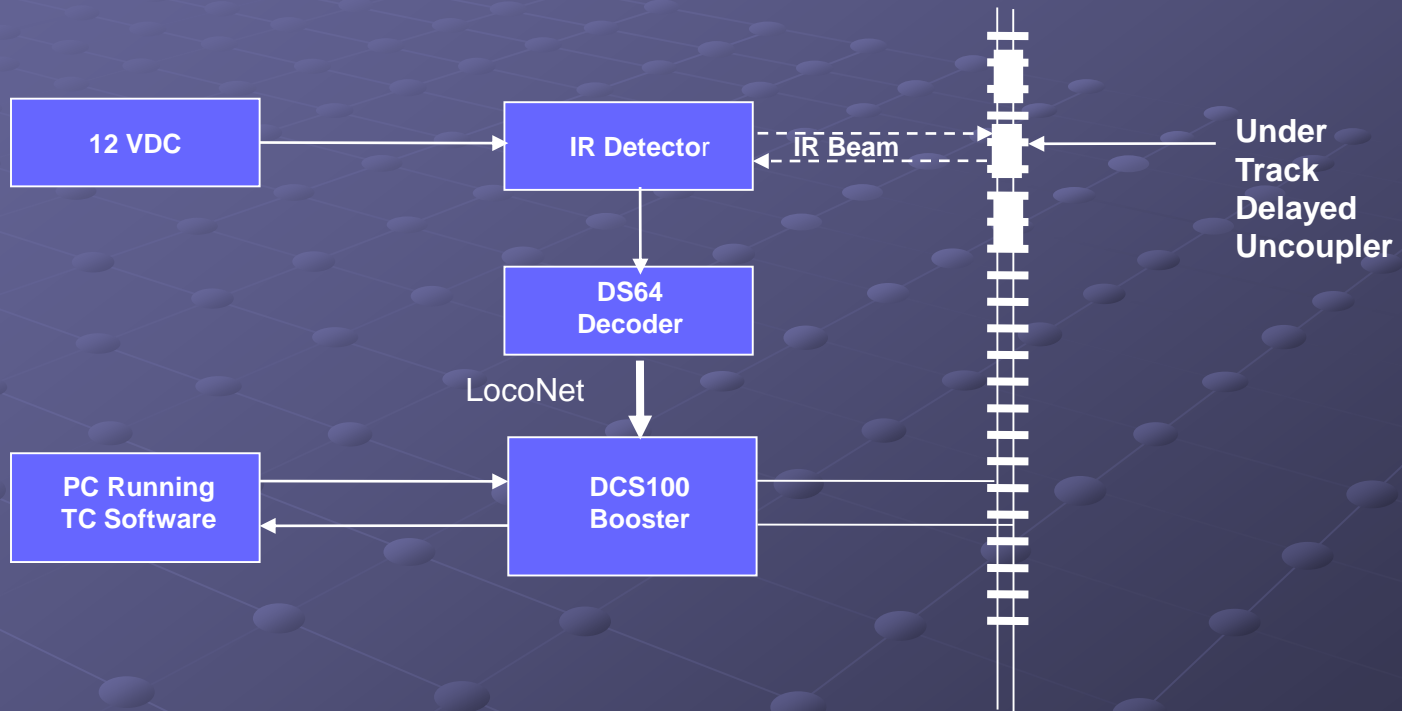 12 VDC
IR Detector
IR Beam
Under
Track
Delayed
Uncoupler
DS64
Decoder
LocoNet
PC Running
TC Software
DCS100
Booster